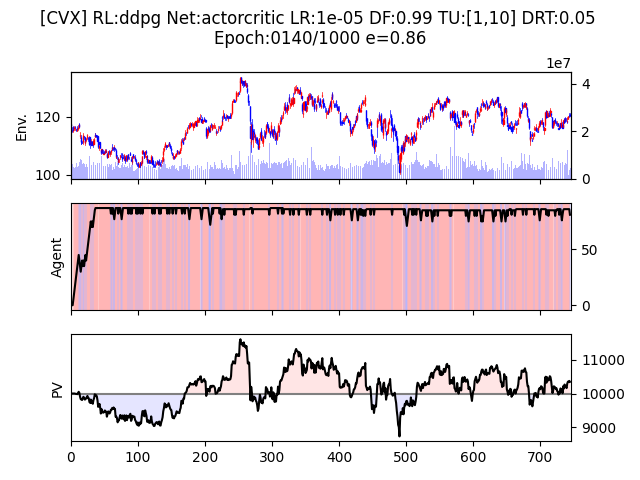 [CVX] RL:ddpg Net:actorcritic LR:1e-05 DF:0.99 TU:[1,10] DRT:0.05
Epoch:0140/1000 e=0.86
1e7
Env.
120
100
4
2
0
Agent
50
0
PV
11000
10000
9000
0 100 200 300 400 500 600 700